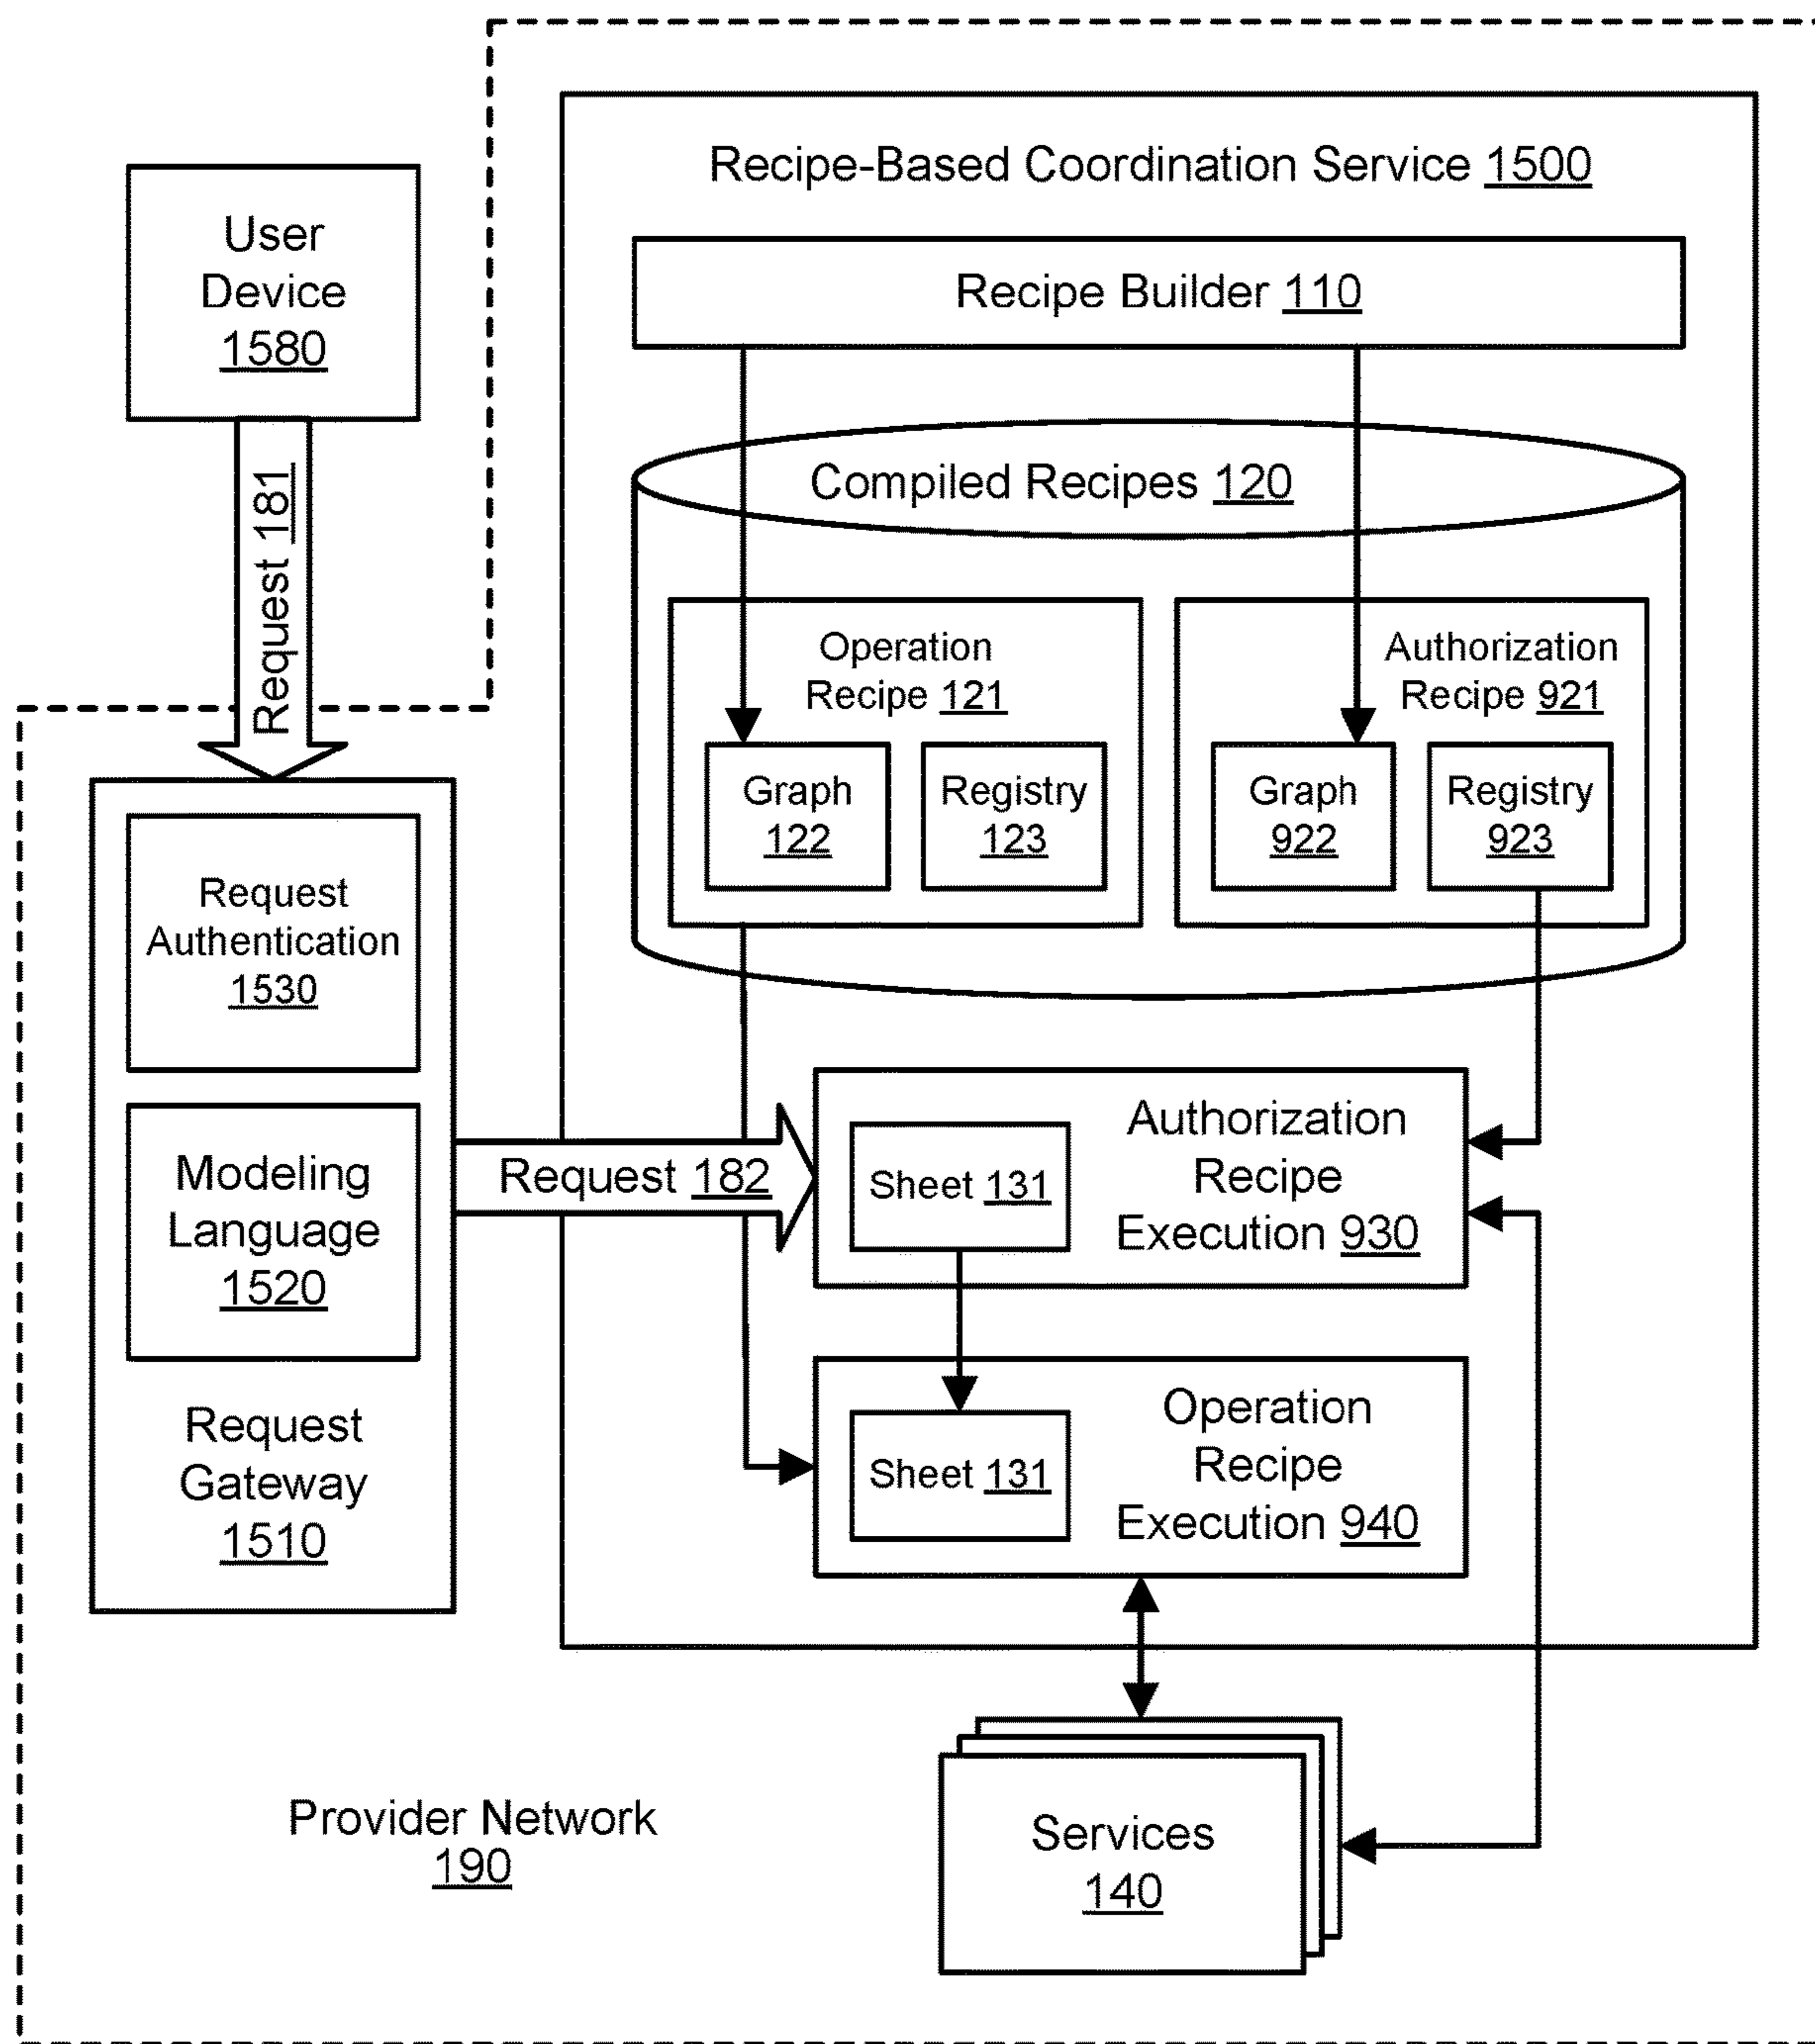 Recipe-Based Coordination Service 1500
User
Device
1580
Recipe Builder 110
Request 181
Compiled Recipes 120
Operation
Recipe 121
Graph
122
Registry
123
Authorization
Recipe 921
Graph
922
Registry
923
Request
Authentication
1530
Modeling
Language
1520
Request
Gateway
1510
Request 182
Sheet 131
Authorization
Recipe
Execution 930
Sheet 131
Operation
Recipe
Execution 940
Provider Network
190
Services
140